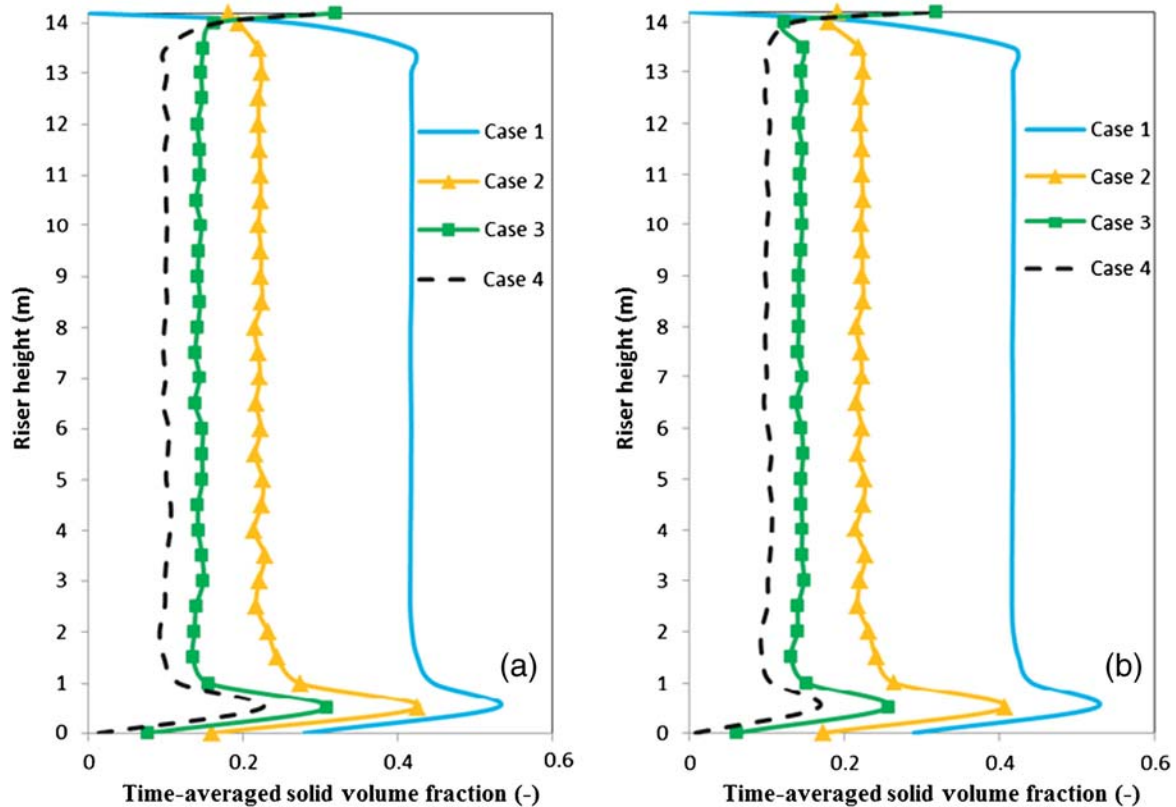 14
13
12
11
10
9
8
7
6
5
4
3
2
1
0
Riser height (m)
Case 1
Case 2
Case 3
Case 4
(a)
0 0.2 0.4 0.6
Time-averaged solid volume fraction (-)
14
13
12
11
10
9
8
7
6
5
4
3
2
1
0
Riser height (m)
Case 1
Case 2
Case 3
Case 4
(b)
0 0.2 0.4 0.6
Time-averaged solid volume fraction (-)